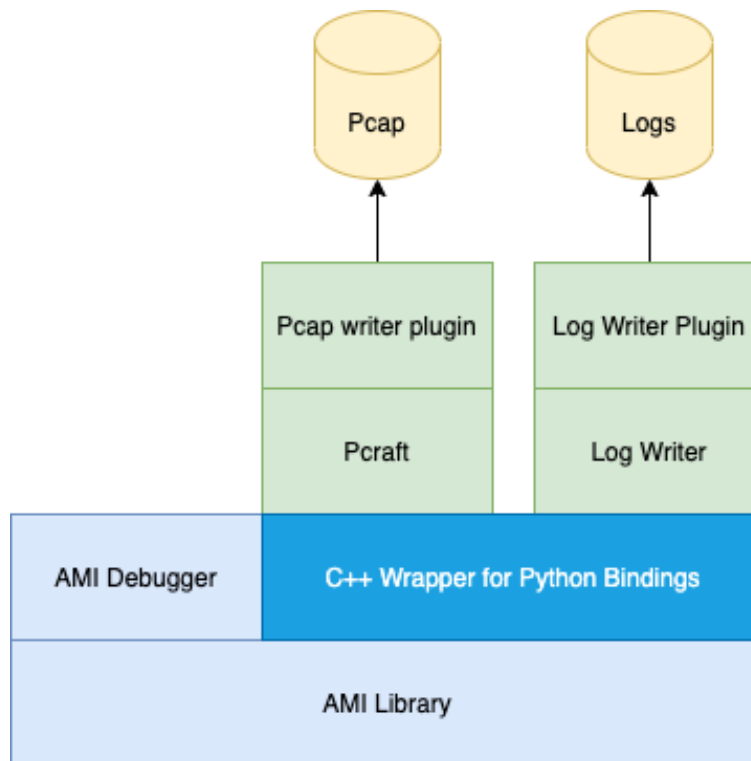 Pcap
Logs
Pcap writer plugin
Log Writer Plugin
Pcraft
Log Writer
AMI Debugger
C++ Wrapper for Python Bindings
AMI Library